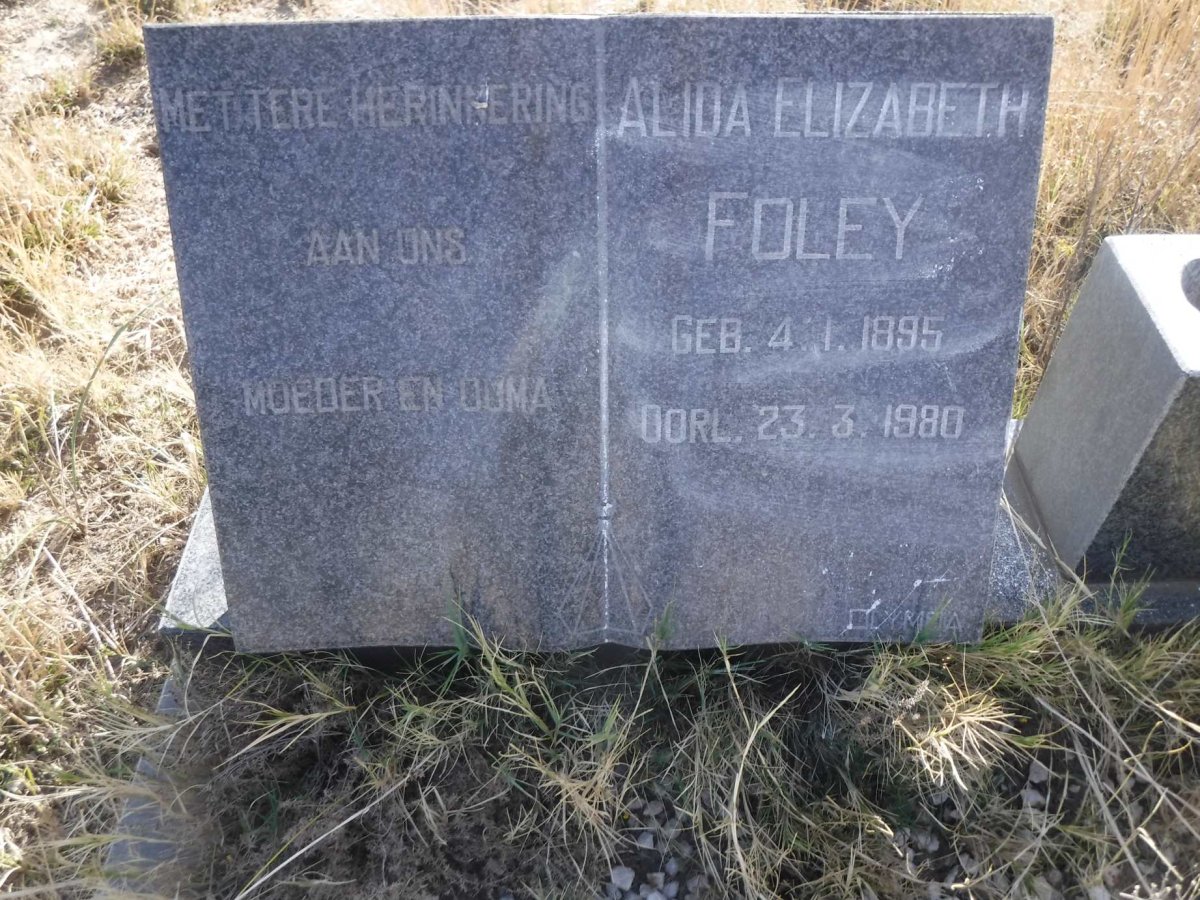 MET TERE HERINNERING
AAN ONS
MOEDER EN OUMA
ALIDA ELIZABETH
FOLEY
GEB. 4. 1. 1895
OORL. 23. 3. 1980